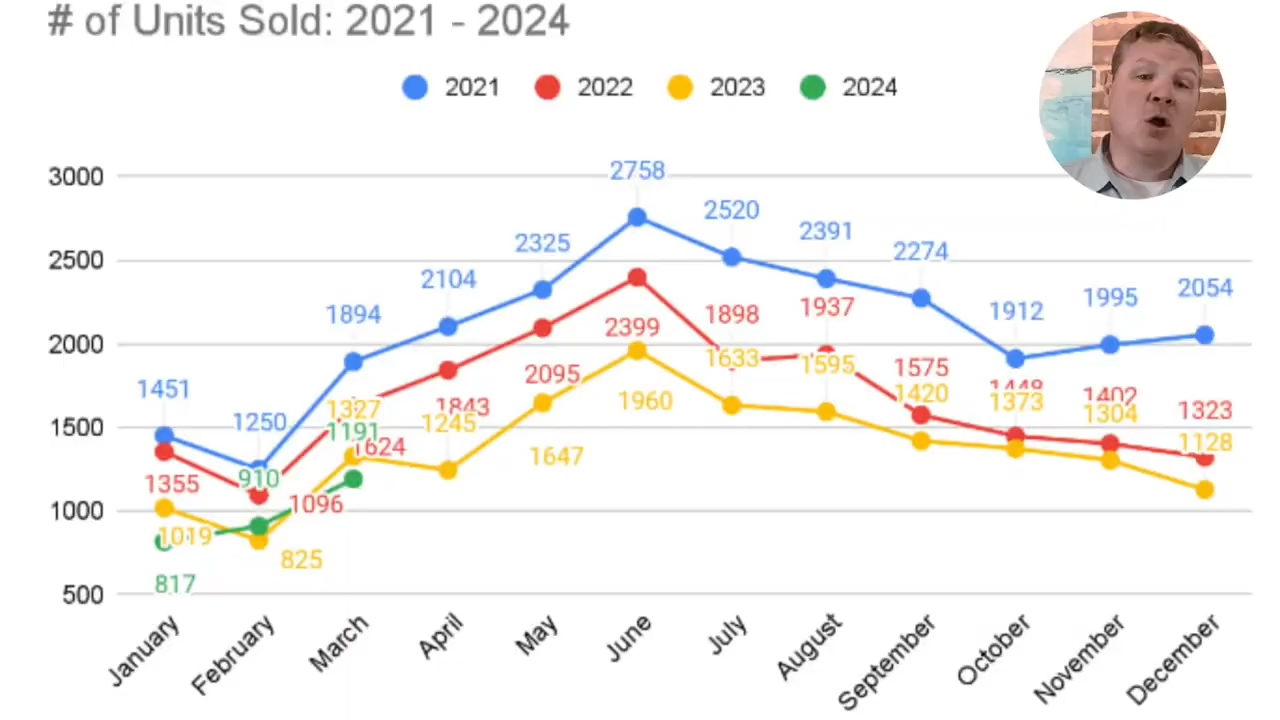 # of Units Sold: 2021 - 2024
2021 2022 2023 2024
3000
2500
2000
1500
1000
500
1451 1250 1894 2104 2325 2758 2520 2391 2274 1912 1995 2054
1355 1096 1624 1843 2095 2399 1898 1937 1575 1448 1402 1323
1019 825 1327 1245 1647 1960 1633 1595 1420 1373 1304 1128
817 910 1191
January February March April May June July August September October November December